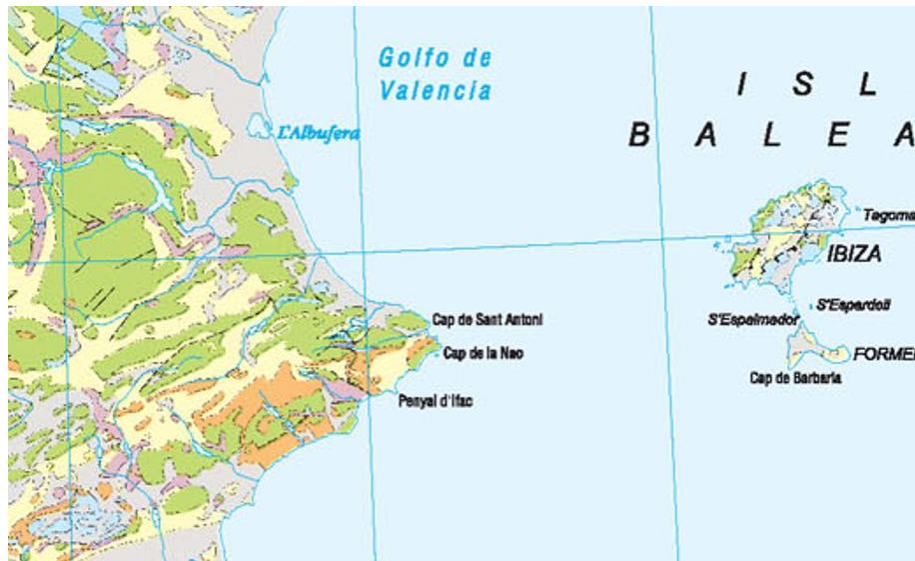 Golfo de
Valencia
I S L
B A L E A
L'Albufera
Tagoma
IBIZA
S'Espardell
S'Espalmador
Cap de Sant Antoni
Cap de la Nao
FORME
Cap de Barbaria
Penyal d'Ifac